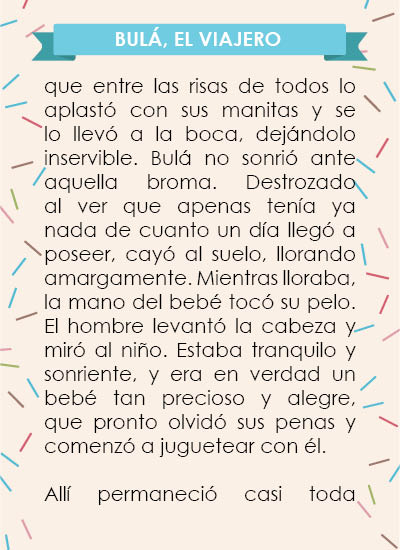 BULÁ, EL VIAJERO
que entre las risas de todos lo
aplastó con sus manitas y se
lo llevó a la boca, dejándolo
inservible. Bulá no sonrió ante
aquella broma. Destrozado
al ver que apenas tenía ya
nada de cuanto un día llegó a
poseer, cayó al suelo, llorando
amargamente. Mientras lloraba,
la mano del bebé tocó su pelo.
El hombre levantó la cabeza y
miró al niño. Estaba tranquilo y
sonriente, y era en verdad un
bebé tan precioso y alegre,
que pronto olvidó sus penas y
comenzó a juguetear con él.
Allí permaneció casi toda